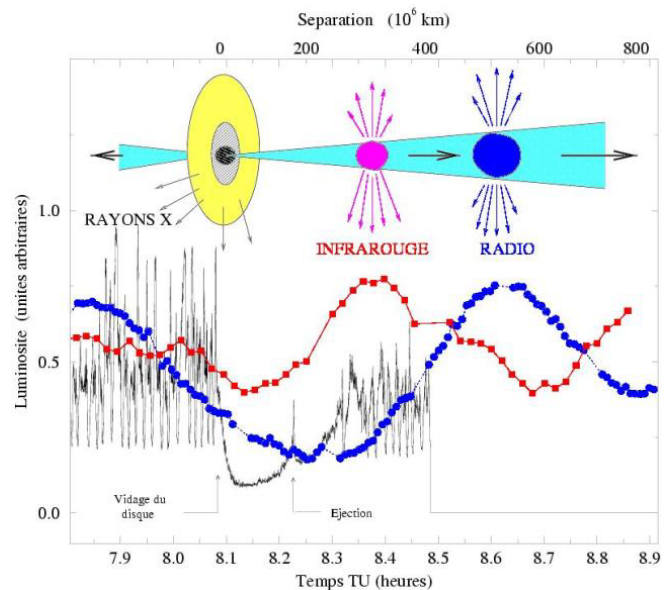 Separation (10⁶ km)
0 200 300 400 600 800
RAYONS X
INFRAROUGE
RADIO
Luminosite (unites arbitraires)
1.0
0.5
0.0
Vidage du
disque
Ejection
7.9 8.0 8.1 8.2 8.3 8.4 8.5 8.6 8.7 8.8 8.9
Temps TU (heures)